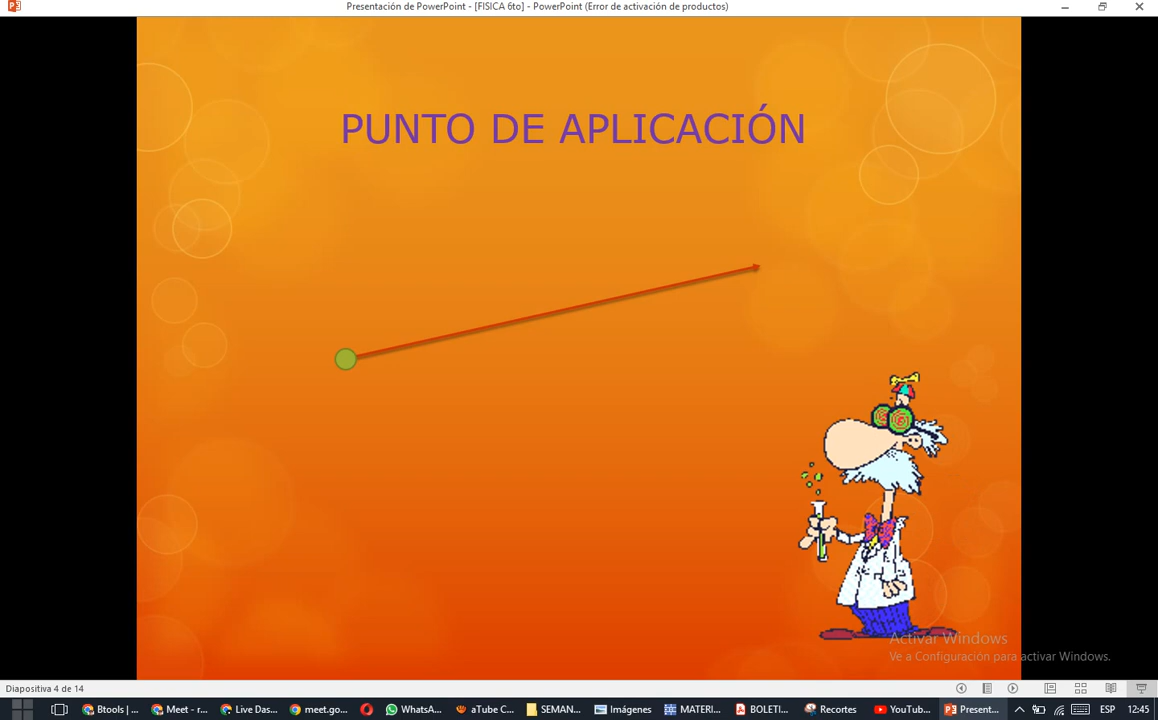 Presentación de PowerPoint - [FISICA 6to] - PowerPoint (Error de activación de productos)
PUNTO DE APLICACIÓN
Activar Windows
Ve a Configuración para activar Windows.
Diapositiva 4 de 14
Btools | ...
Meet - r...
Live Das...
meet.go...
WhatsA...
aTube C...
SEMAN...
Imágenes
MATERI...
BOLETI...
Recortes
YouTub...
Present...
ESP
12:45